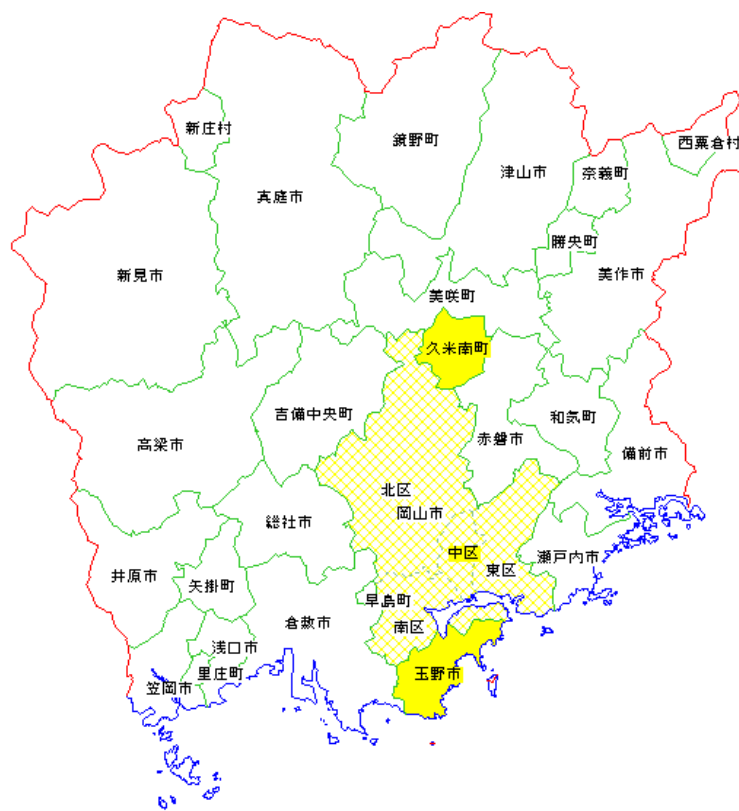 新庄村
鏡野町
西粟倉村
津山市
奈義町
真庭市
勝央町
新見市
美作市
美咲町
久米南町
吉備中央町
和気町
高梁市
赤磐市
備前市
北区
岡山市
総社市
中区
瀬戸内市
東区
井原市
矢掛町
早島町
倉敷市
南区
浅口市
里庄町
玉野市
笠岡市